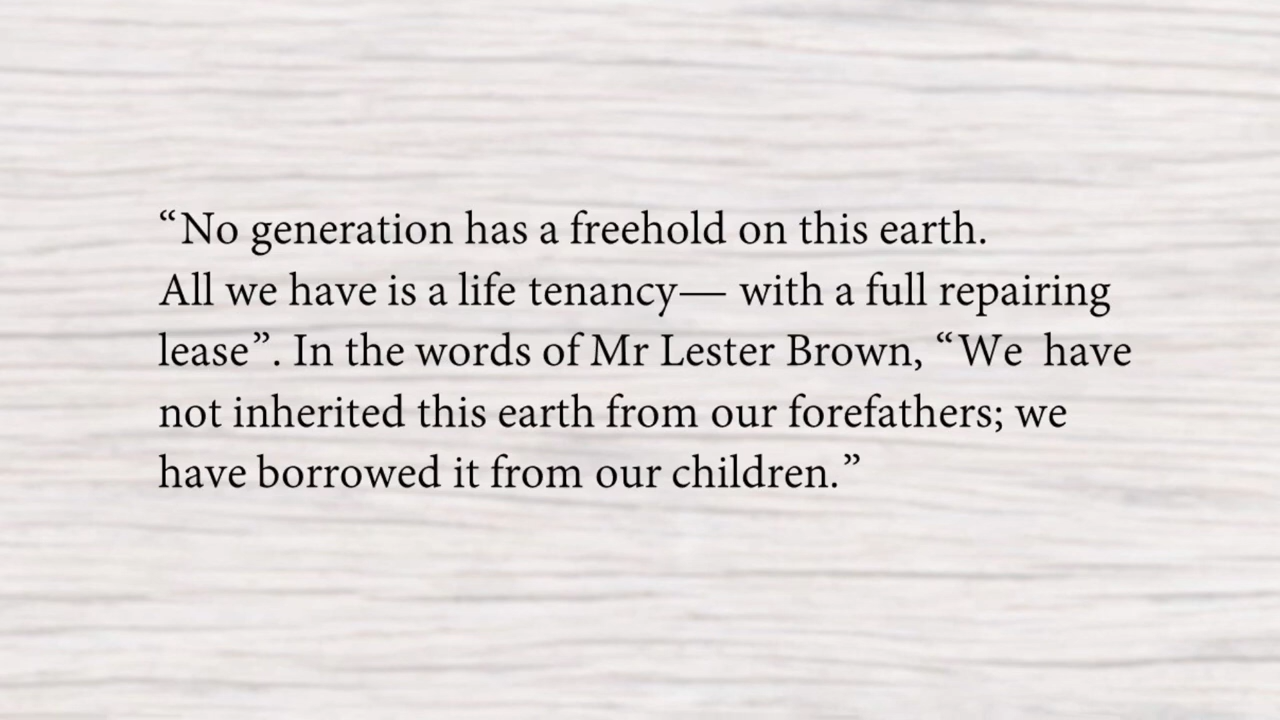 “No generation has a freehold on this earth.
All we have is a life tenancy— with a full repairing
lease”. In the words of Mr Lester Brown, “We have
not inherited this earth from our forefathers; we
have borrowed it from our children.”